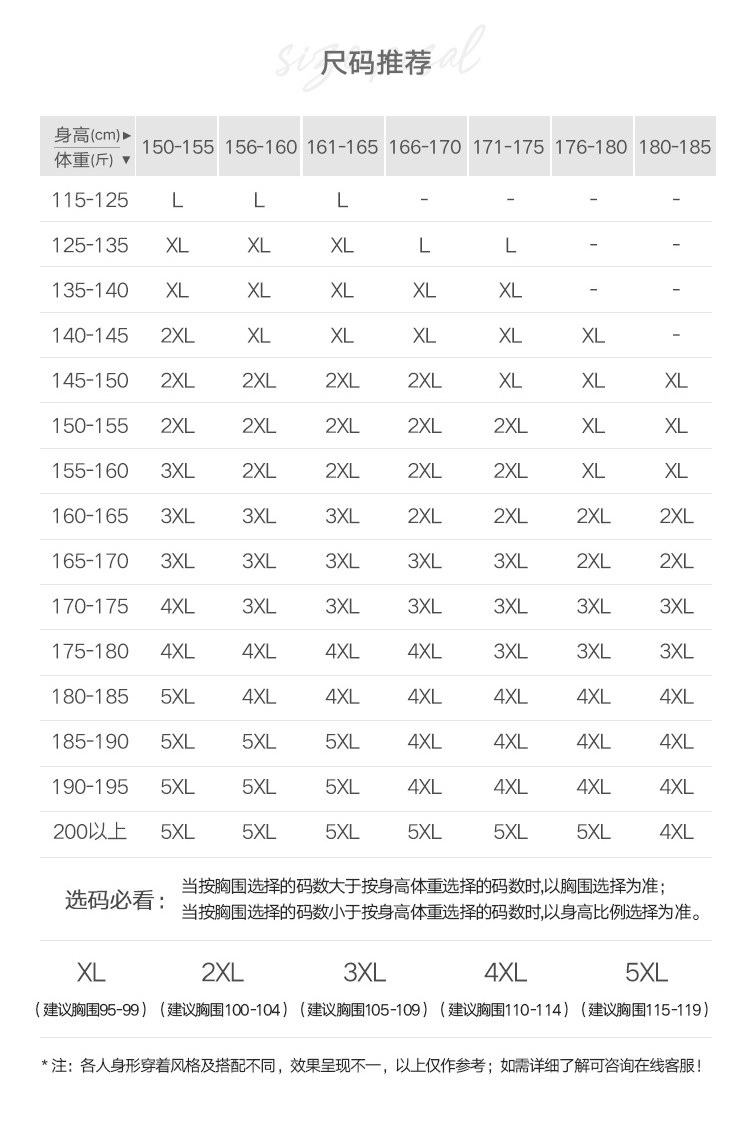 尺码推荐
身高(cm)▶ 150-155 156-160 161-165 166-170 171-175 176-180 180-185
体重(斤)▼
115-125 L L L - - - -
125-135 XL XL XL L L - -
135-140 XL XL XL XL XL - -
140-145 2XL XL XL XL XL XL -
145-150 2XL 2XL 2XL 2XL XL XL XL
150-155 2XL 2XL 2XL 2XL 2XL XL XL
155-160 3XL 2XL 2XL 2XL 2XL XL XL
160-165 3XL 3XL 3XL 2XL 2XL 2XL 2XL
165-170 3XL 3XL 3XL 3XL 3XL 2XL 2XL
170-175 4XL 3XL 3XL 3XL 3XL 3XL 3XL
175-180 4XL 4XL 4XL 4XL 3XL 3XL 3XL
180-185 5XL 4XL 4XL 4XL 4XL 4XL 4XL
185-190 5XL 5XL 5XL 4XL 4XL 4XL 4XL
190-195 5XL 5XL 5XL 4XL 4XL 4XL 4XL
200以上 5XL 5XL 5XL 5XL 5XL 5XL 4XL
选码必看：
当按胸围选择的码数大于按身高体重选择的码数时,以胸围选择为准；
当按胸围选择的码数小于按身高体重选择的码数时,以身高比例选择为准。
XL 2XL 3XL 4XL 5XL
（建议胸围95-99）（建议胸围100-104）（建议胸围105-109）（建议胸围110-114）（建议胸围115-119）
*注：各人身形穿着风格及搭配不同，效果呈现不一，以上仅作参考；如需详细了解可咨询在线客服！